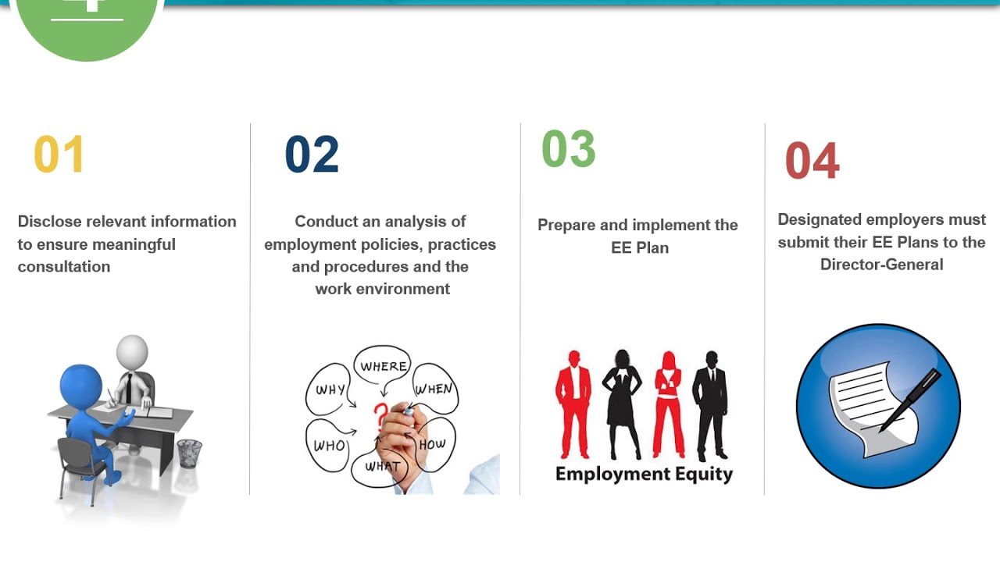 01
Disclose relevant information
to ensure meaningful
consultation
02
Conduct an analysis of
employment policies, practices
and procedures and the
work environment
WHERE
WHY
WHEN
?
WHO
HOW
WHAT
03
Prepare and implement the
EE Plan
Employment Equity
04
Designated employers must
submit their EE Plans to the
Director-General